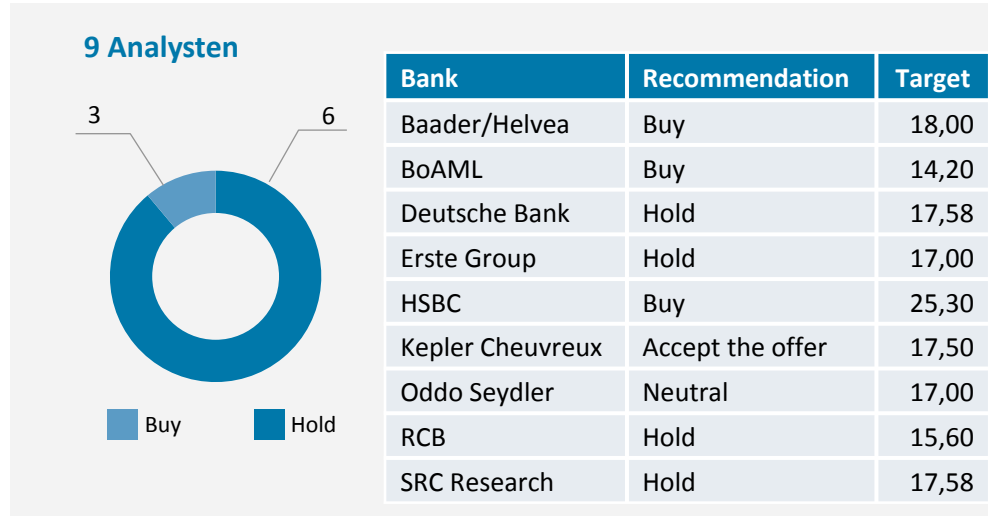 9 Analysten
3 6
Buy Hold
Bank Recommendation Target
Baader/Helvea Buy 18,00
BoAML Buy 14,20
Deutsche Bank Hold 17,58
Erste Group Hold 17,00
HSBC Buy 25,30
Kepler Cheuvreux Accept the offer 17,50
Oddo Seydler Neutral 17,00
RCB Hold 15,60
SRC Research Hold 17,58